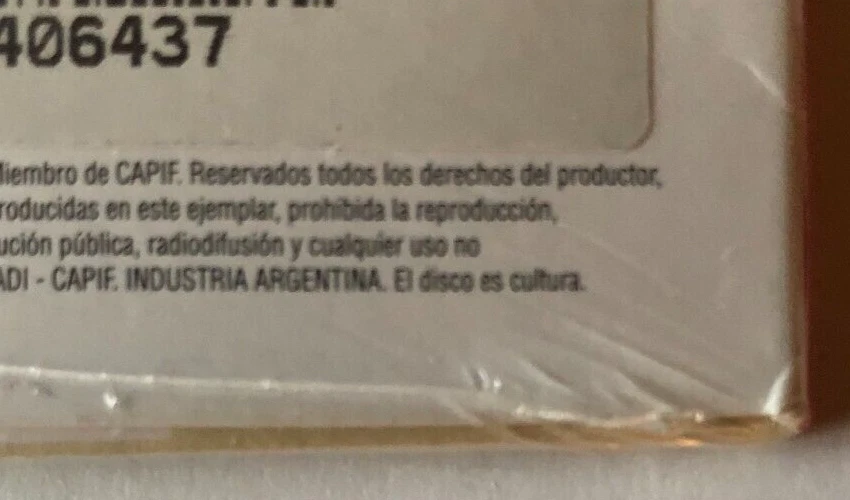 406437
iembro de CAPIF. Reservados todos los derechos del productor,
roducidas en este ejemplar, prohibida la reproducción,
ución pública, radiodifusión y cualquier uso no
ADI - CAPIF. INDUSTRIA ARGENTINA. El disco es cultura.